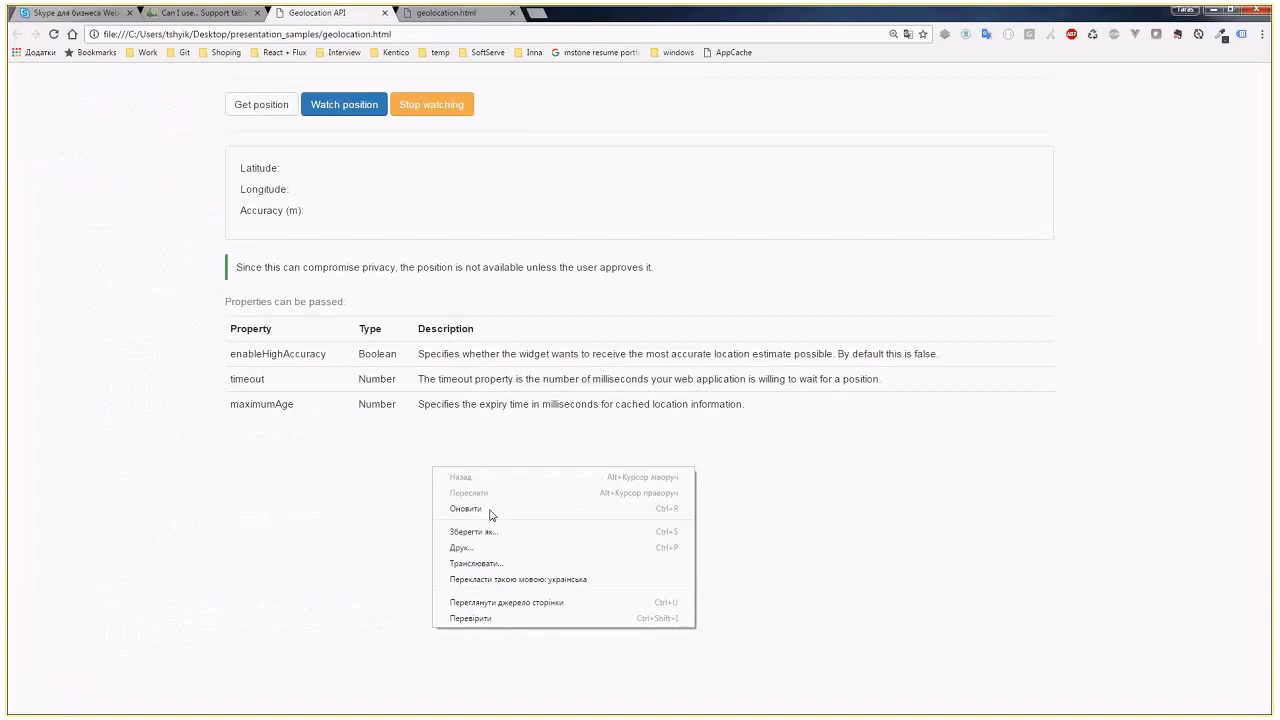 Skype для бизнеса Web
Can I use... Support table
Geolocation API
geolocation.html
Taras
file:///C:/Users/tshyik/Desktop/presentation_samples/geolocation.html
Додатки
Bookmarks
Work
Git
Shoping
React + Flux
Interview
Kentico
temp
SoftServe
Inna
mstone resume portf
windows
AppCache
Get position
Watch position
Stop watching
Latitude:
Longitude:
Accuracy (m):
Since this can compromise privacy, the position is not available unless the user approves it.
Properties can be passed:
Property Type Description
enableHighAccuracy Boolean Specifies whether the widget wants to receive the most accurate location estimate possible. By default this is false.
timeout Number The timeout property is the number of milliseconds your web application is willing to wait for a position.
maximumAge Number Specifies the expiry time in milliseconds for cached location information.
Назад Alt+Курсор ліворуч
Переслати Alt+Курсор праворуч
Оновити Ctrl+R
Зберегти як... Ctrl+S
Друк... Ctrl+P
Транслювати...
Перекласти такою мовою: українська
Переглянути джерело сторінки Ctrl+U
Перевірити Ctrl+Shift+I